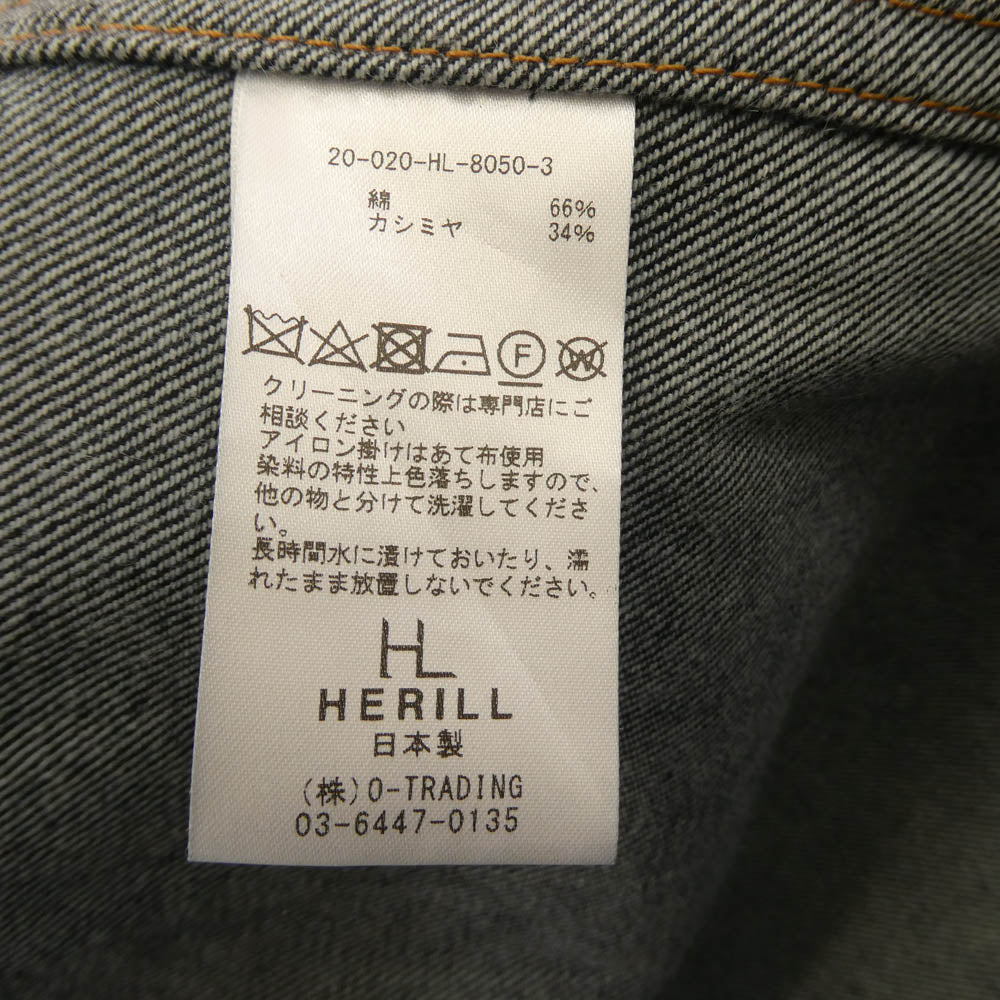 20-020-HL-8050-3
綿 66%
カシミヤ 34%
F
W
クリーニングの際は専門店にご
相談ください
アイロン掛けはあて布使用
染料の特性上色落ちしますので、
他の物と分けて洗濯してくださ
い。
長時間水に漬けておいたり、濡
れたまま放置しないでください。
HL
HERILL
日本製
(株)O-TRADING
03-6447-0135